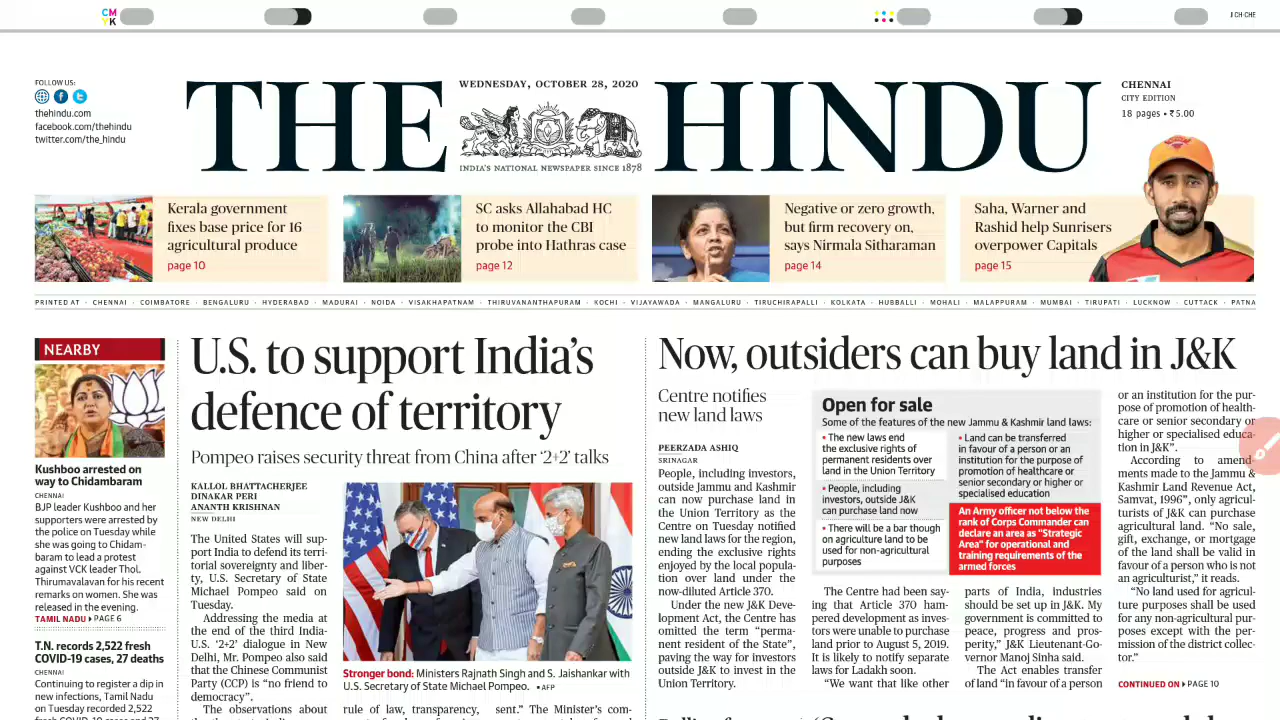 CM
YK
J CH-CHE
FOLLOW US:
thehindu.com
facebook.com/thehindu
twitter.com/the_hindu
THE HINDU
WEDNESDAY, OCTOBER 28, 2020
INDIA'S NATIONAL NEWSPAPER SINCE 1878
CHENNAI
CITY EDITION
18 pages • ₹5.00
Kerala government
fixes base price for 16
agricultural produce
page 10
SC asks Allahabad HC
to monitor the CBI
probe into Hathras case
page 12
Negative or zero growth,
but firm recovery on,
says Nirmala Sitharaman
page 14
Saha, Warner and
Rashid help Sunrisers
overpower Capitals
page 15
PRINTED AT · CHENNAI · COIMBATORE · BENGALURU · HYDERABAD · MADURAI · NOIDA · VISAKHAPATNAM · THIRUVANANTHAPURAM · KOCHI · VIJAYAWADA · MANGALURU · TIRUCHIRAPALLI · KOLKATA · HUBBALLI · MOHALI · MALAPPURAM · MUMBAI · TIRUPATI · LUCKNOW · CUTTACK · PATNA
NEARBY
Kushboo arrested on
way to Chidambaram
CHENNAI
BJP leader Kushboo and her
supporters were arrested by
the police on Tuesday while
she was going to Chidam-
baram to lead a protest
against VCK leader Thol.
Thirumavalavan for his recent
remarks on women. She was
released in the evening.
TAMIL NADU ▶ PAGE 6
T.N. records 2,522 fresh
COVID-19 cases, 27 deaths
CHENNAI
Continuing to register a dip in
new infections, Tamil Nadu
on Tuesday recorded 2,522
fresh COVID-19 cases and 27
U.S. to support India's
defence of territory
Pompeo raises security threat from China after '2+2' talks
KALLOL BHATTACHERJEE
DINAKAR PERI
ANANTH KRISHNAN
NEW DELHI
The United States will sup-
port India to defend its terri-
torial sovereignty and liber-
ty, U.S. Secretary of State
Michael Pompeo said on
Tuesday.
Addressing the media at
the end of the third India-
U.S. '2+2' dialogue in New
Delhi, Mr. Pompeo also said
that the Chinese Communist
Party (CCP) is "no friend to
democracy".
The observations about
Stronger bond: Ministers Rajnath Singh and S. Jaishankar with
U.S. Secretary of State Michael Pompeo. • AFP
rule of law, transparency,
sent." The Minister's com-
Now, outsiders can buy land in J&K
Centre notifies
new land laws
PEERZADA ASHIQ
SRINAGAR
People, including investors,
outside Jammu and Kashmir
can now purchase land in
the Union Territory as the
Centre on Tuesday notified
new land laws for the region,
ending the exclusive rights
enjoyed by the local popula-
tion over land under the
now-diluted Article 370.
Under the new J&K Deve-
lopment Act, the Centre has
omitted the term "perma-
nent resident of the State",
paving the way for investors
outside J&K to invest in the
Union Territory.
Open for sale
Some of the features of the new Jammu & Kashmir land laws:
• The new laws end
the exclusive rights of
permanent residents over
land in the Union Territory
• People, including
investors, outside J&K
can purchase land now
• There will be a bar though
on agriculture land to be
used for non-agricultural
purposes
• Land can be transferred
in favour of a person or an
institution for the purpose of
promotion of healthcare or
senior secondary or higher or
specialised education
An Army officer not below the
rank of Corps Commander can
declare an area as "Strategic
Area" for operational and
training requirements of the
armed forces
The Centre had been say-
ing that Article 370 ham-
pered development as inves-
tors were unable to purchase
land prior to August 5, 2019.
It is likely to notify separate
laws for Ladakh soon.
"We want that like other
parts of India, industries
should be set up in J&K. My
government is committed to
peace, progress and pros-
perity," J&K Lieutenant-Go-
vernor Manoj Sinha said.
The Act enables transfer
of land "in favour of a person
or an institution for the pur-
pose of promotion of health-
care or senior secondary or
higher or specialised educa-
tion in J&K".
According to amend-
ments made to the Jammu &
Kashmir Land Revenue Act,
Samvat, 1996", only agricul-
turists of J&K can purchase
agricultural land. "No sale,
gift, exchange, or mortgage
of the land shall be valid in
favour of a person who is not
an agriculturist," it reads.
"No land used for agricul-
ture purposes shall be used
for any non-agricultural pur-
poses except with the per-
mission of the district collec-
tor."
CONTINUED ON ▶ PAGE 10